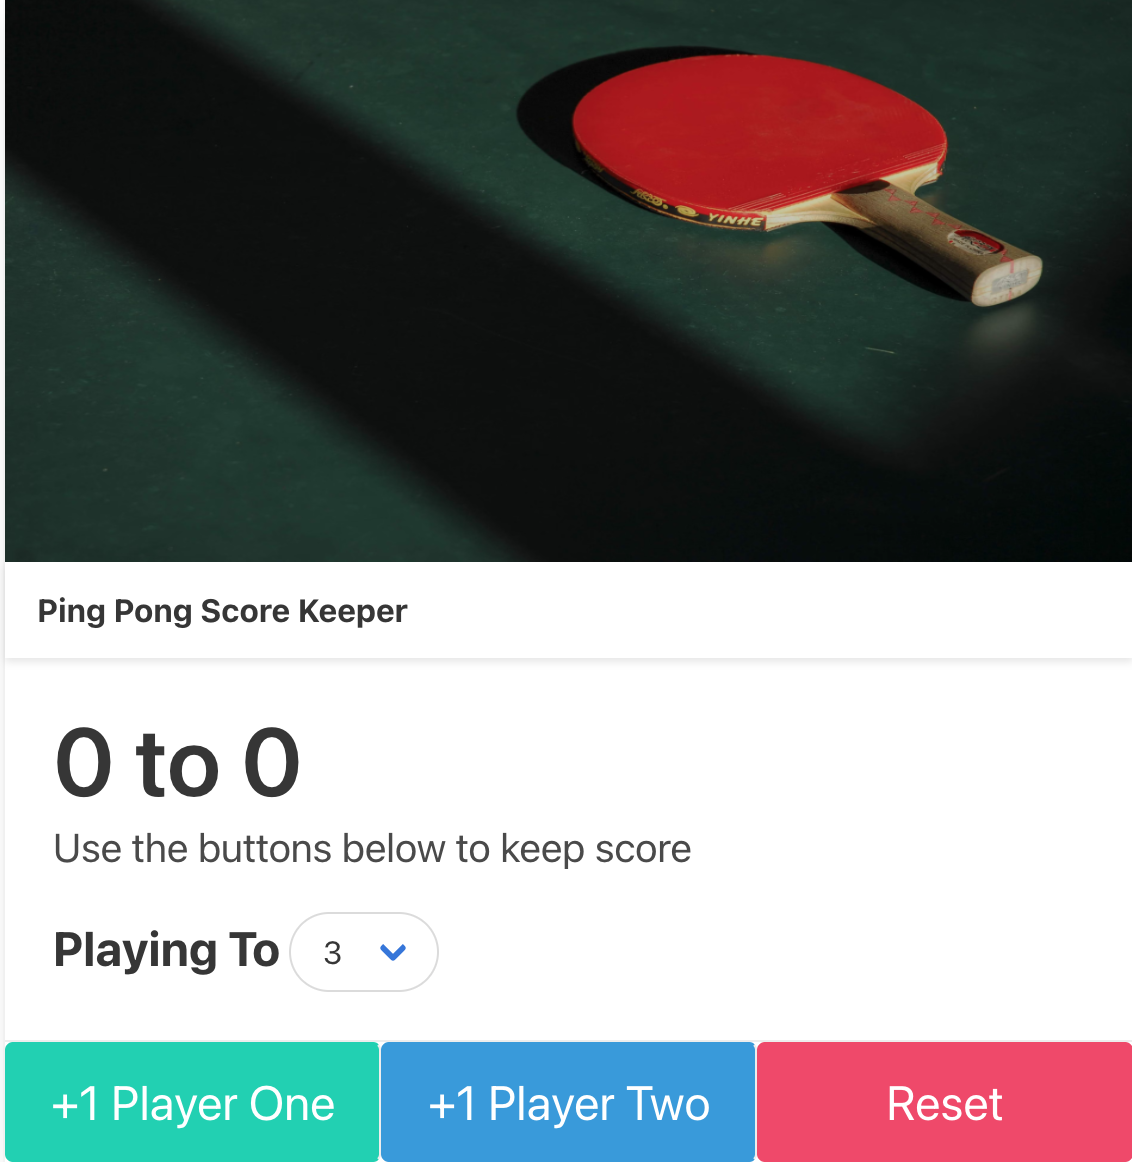 YINHE
Ping Pong Score Keeper
0 to 0
Use the buttons below to keep score
Playing To 3
+1 Player One +1 Player Two Reset